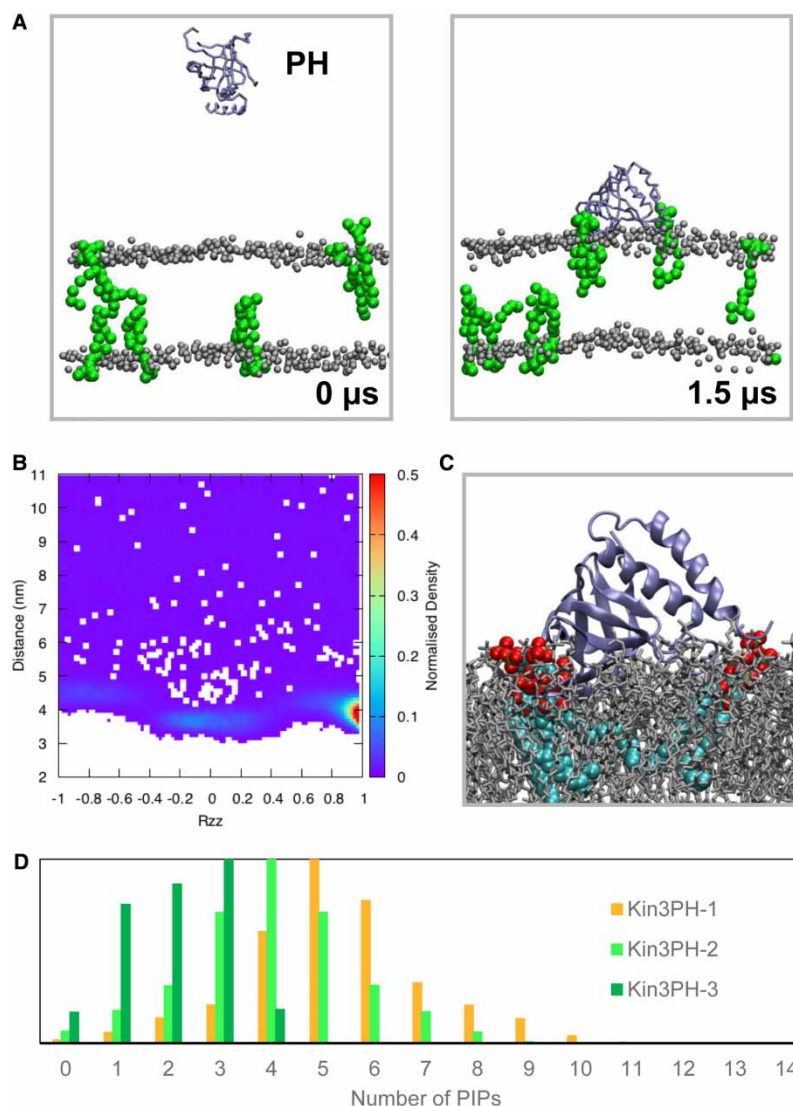 A
PH
0 µs
1.5 µs
B
11
10
9
8
7
6
5
4
3
2
Distance (nm)
-1 -0.8 -0.6 -0.4 -0.2 0 0.2 0.4 0.6 0.8 1
Rzz
0.5
0.4
0.3
0.2
0.1
0
Normalised Density
C
D
Kin3PH-1
Kin3PH-2
Kin3PH-3
0 1 2 3 4 5 6 7 8 9 10 11 12 13 14
Number of PIPs